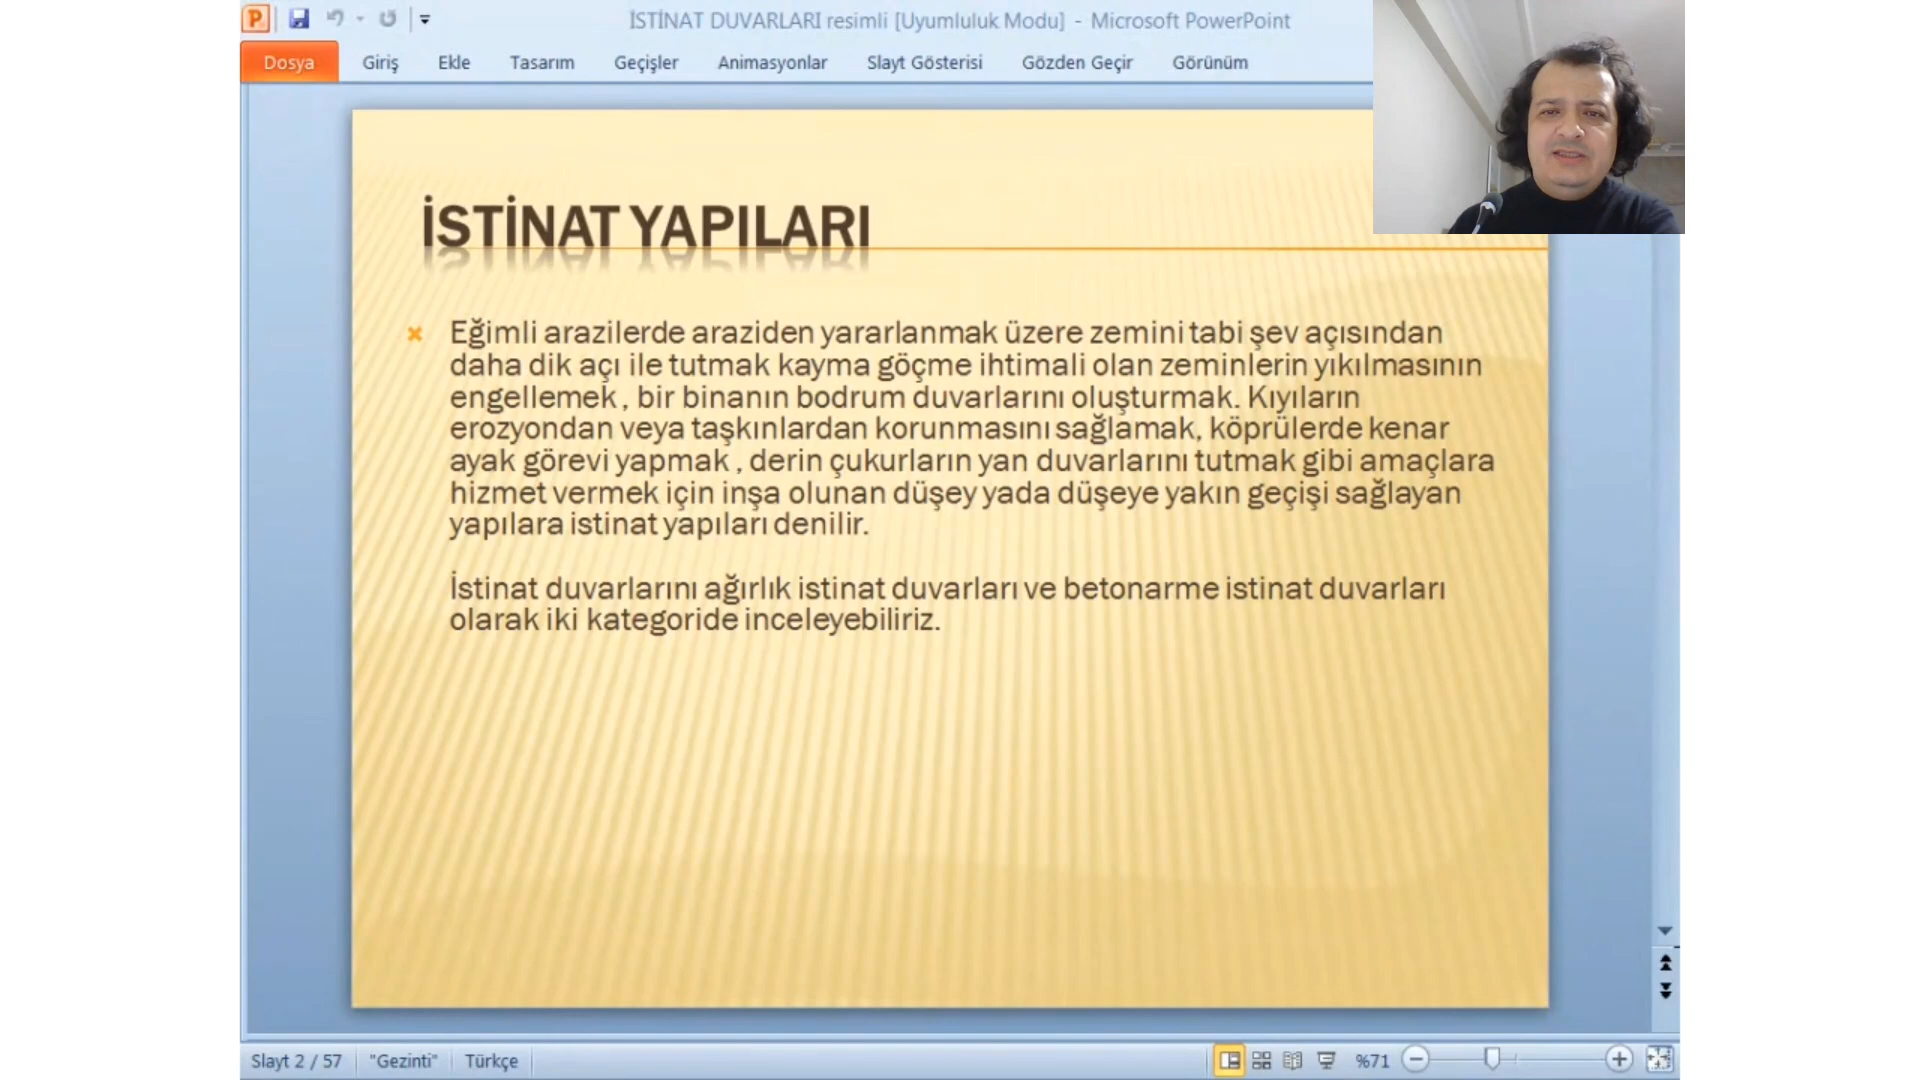 İSTİNAT DUVARLARI resimli [Uyumluluk Modu] - Microsoft PowerPoint
Dosya Giriş Ekle Tasarım Geçişler Animasyonlar Slayt Gösterisi Gözden Geçir Görünüm
İSTİNAT YAPILARI
Eğimli arazilerde araziden yararlanmak üzere zemini tabi şev açısından
daha dik açı ile tutmak kayma göçme ihtimali olan zeminlerin yıkılmasının
engellemek , bir binanın bodrum duvarlarını oluşturmak. Kıyıların
erozyondan veya taşkınlardan korunmasını sağlamak, köprülerde kenar
ayak görevi yapmak , derin çukurların yan duvarlarını tutmak gibi amaçlara
hizmet vermek için inşa olunan düşey yada düşeye yakın geçişi sağlayan
yapılara istinat yapıları denilir.
İstinat duvarlarını ağırlık istinat duvarları ve betonarme istinat duvarları
olarak iki kategoride inceleyebiliriz.
Slayt 2 / 57 "Gezinti" Türkçe %71